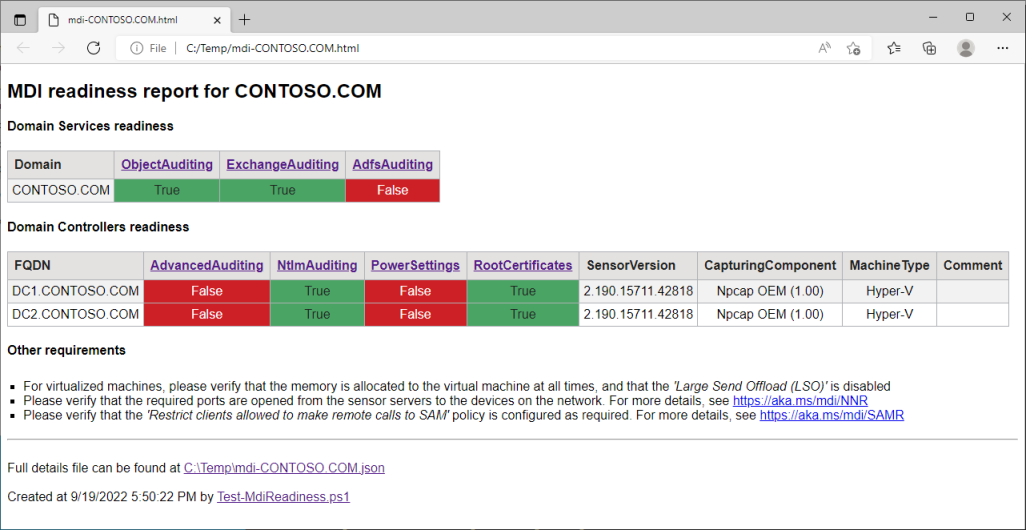 mdi-CONTOSO.COM.html
File | C:/Temp/mdi-CONTOSO.COM.html
MDI readiness report for CONTOSO.COM
Domain Services readiness
Domain ObjectAuditing ExchangeAuditing AdfsAuditing
CONTOSO.COM True True False
Domain Controllers readiness
FQDN AdvancedAuditing NtlmAuditing PowerSettings RootCertificates SensorVersion CapturingComponent MachineType Comment
DC1.CONTOSO.COM False True False True 2.190.15711.42818 Npcap OEM (1.00) Hyper-V
DC2.CONTOSO.COM False True False True 2.190.15711.42818 Npcap OEM (1.00) Hyper-V
Other requirements
▪ For virtualized machines, please verify that the memory is allocated to the virtual machine at all times, and that the 'Large Send Offload (LSO)' is disabled
▪ Please verify that the required ports are opened from the sensor servers to the devices on the network. For more details, see https://aka.ms/mdi/NNR
▪ Please verify that the 'Restrict clients allowed to make remote calls to SAM' policy is configured as required. For more details, see https://aka.ms/mdi/SAMR
Full details file can be found at C:\Temp\mdi-CONTOSO.COM.json
Created at 9/19/2022 5:50:22 PM by Test-MdiReadiness.ps1